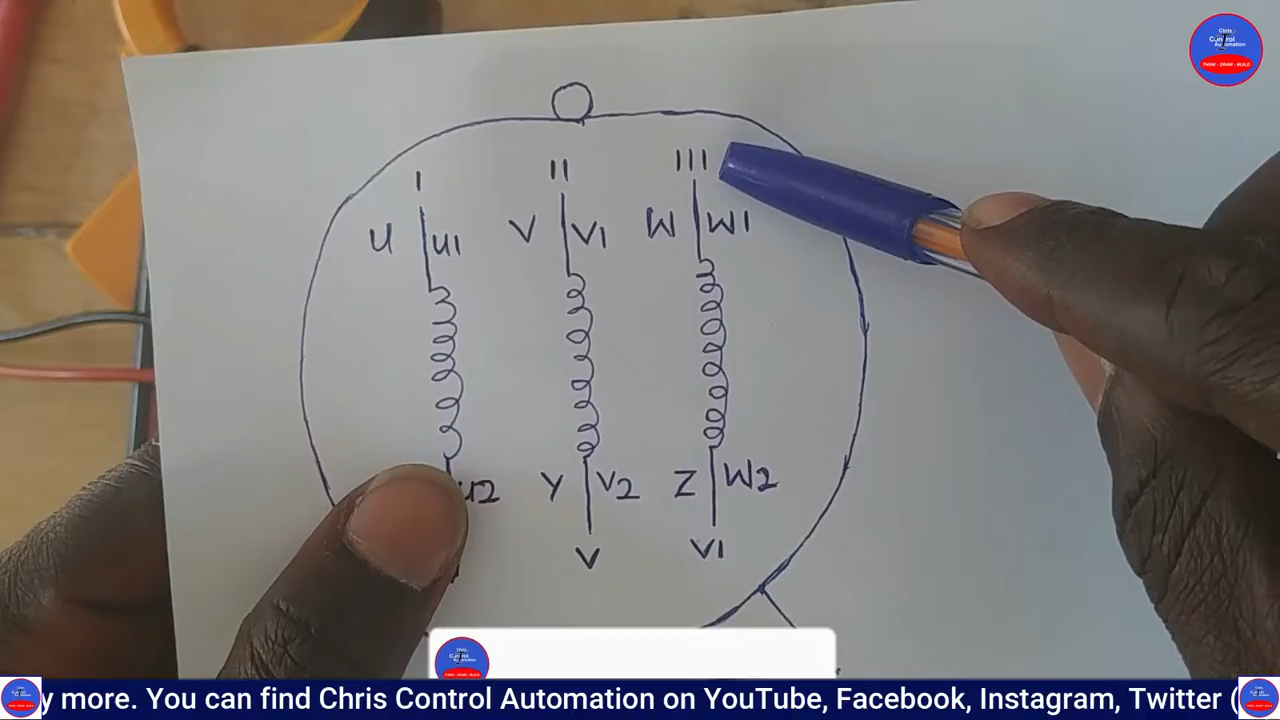 Chris
Control
Automation
THINK - DRAW - BUILD
I II III
U U1 V V1 W W1
U2 Y V2 Z W2
V VI
y more. You can find Chris Control Automation on YouTube, Facebook, Instagram, Twitter (